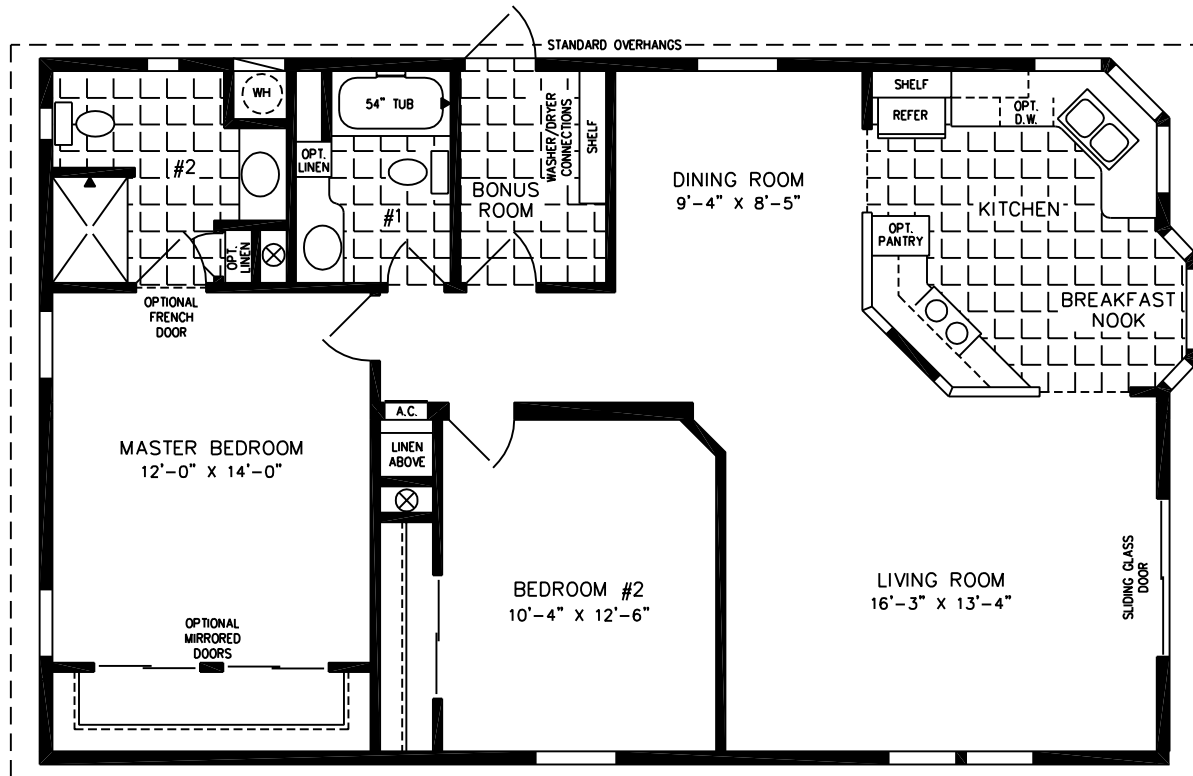 STANDARD OVERHANGS
WH
54" TUB
SHELF
REFER
OPT.
D.W.
WASHER/DRYER
CONNECTIONS
SHELF
#2
OPT.
LINEN
#1
BONUS
ROOM
DINING ROOM
9'-4" X 8'-5"
KITCHEN
OPT.
PANTRY
OPT.
LINEN
OPTIONAL
FRENCH
DOOR
BREAKFAST
NOOK
A.C.
LINEN
ABOVE
MASTER BEDROOM
12'-0" X 14'-0"
BEDROOM #2
10'-4" X 12'-6"
LIVING ROOM
16'-3" X 13'-4"
SLIDING GLASS
DOOR
OPTIONAL
MIRRORED
DOORS